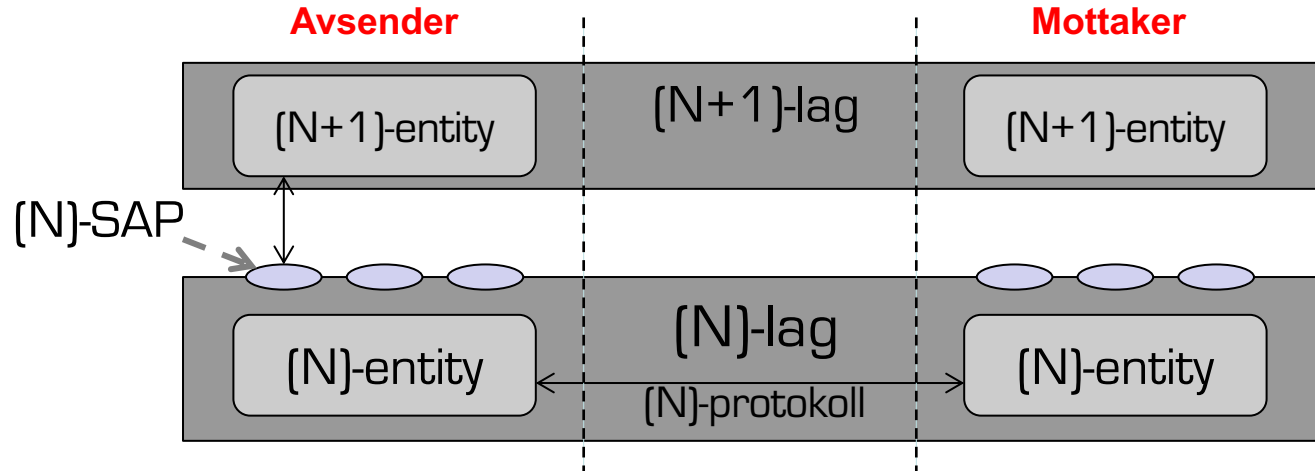 Avsender
Mottaker
(N+1)-entity
(N+1)-lag
(N+1)-entity
(N)-SAP
(N)-entity
(N)-lag
(N)-protokoll
(N)-entity